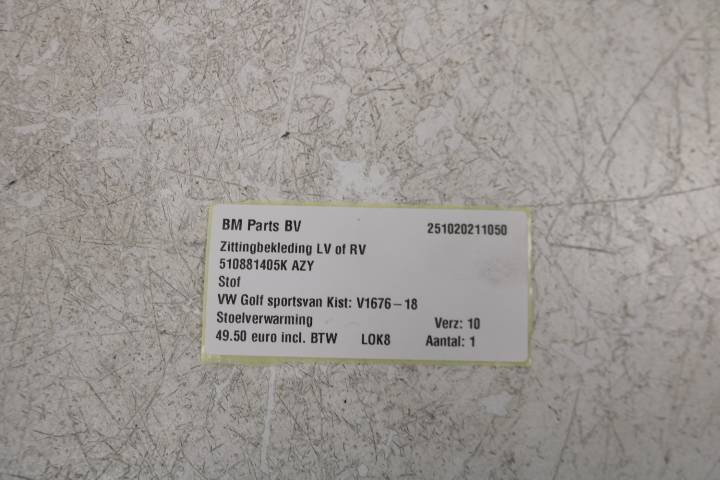 BM Parts BV 251020211050
Zittingbekleding LV of RV
510881405K AZY
Stof
VW Golf sportsvan Kist: V1676-18
Stoelverwarming Verz: 10
49.50 euro incl. BTW LOK8 Aantal: 1